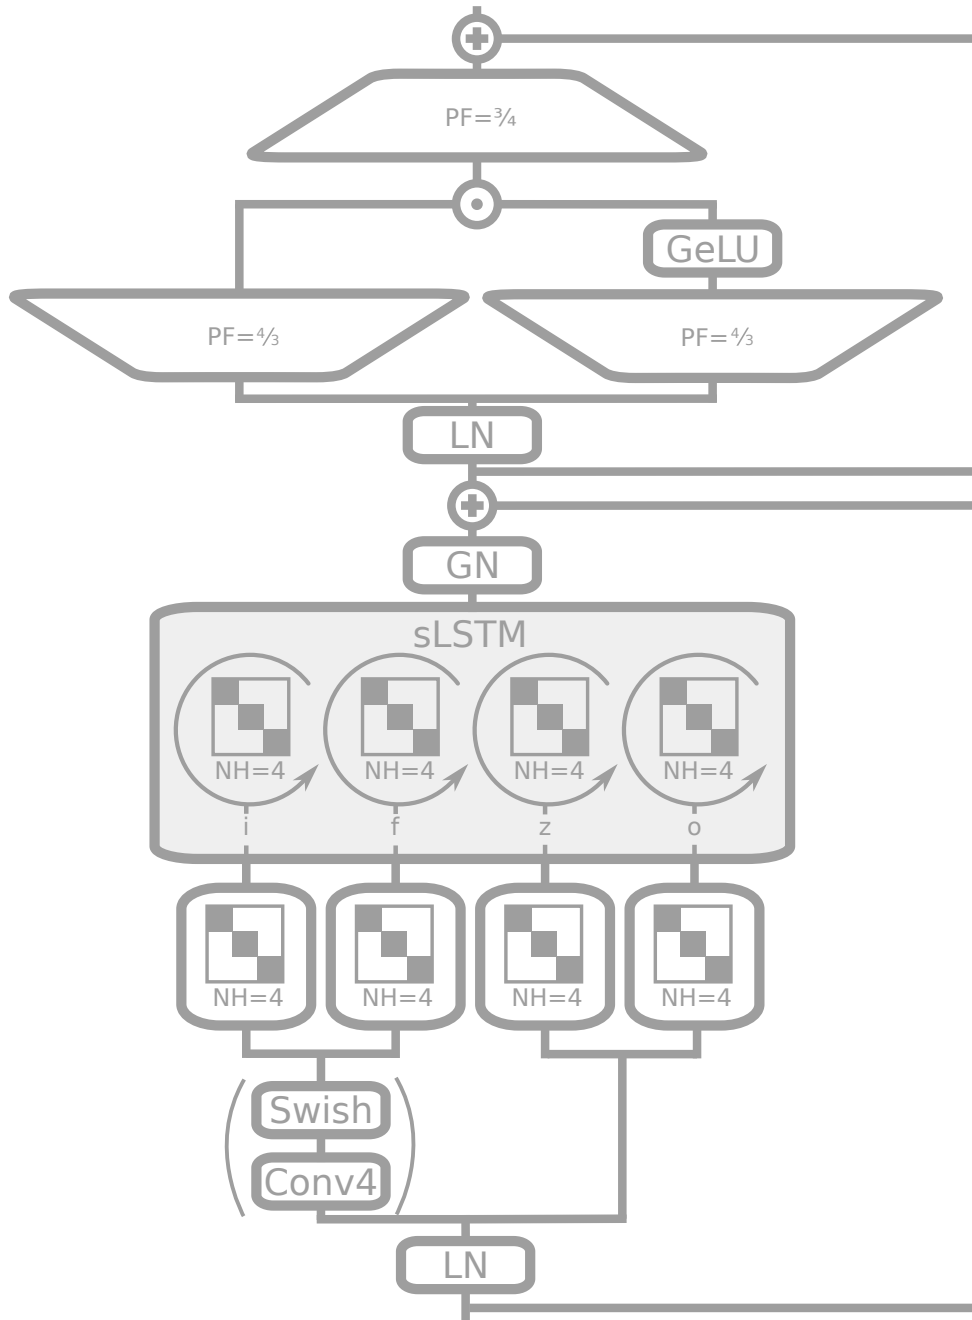 PF=¾
GeLU
PF=⁴⁄₃ PF=⁴⁄₃
LN
GN
sLSTM
NH=4 NH=4 NH=4 NH=4
i f z o
NH=4 NH=4 NH=4 NH=4
Swish
Conv4
LN